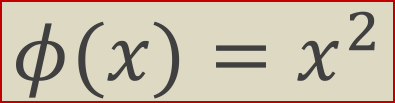 ϕ(x) = x²